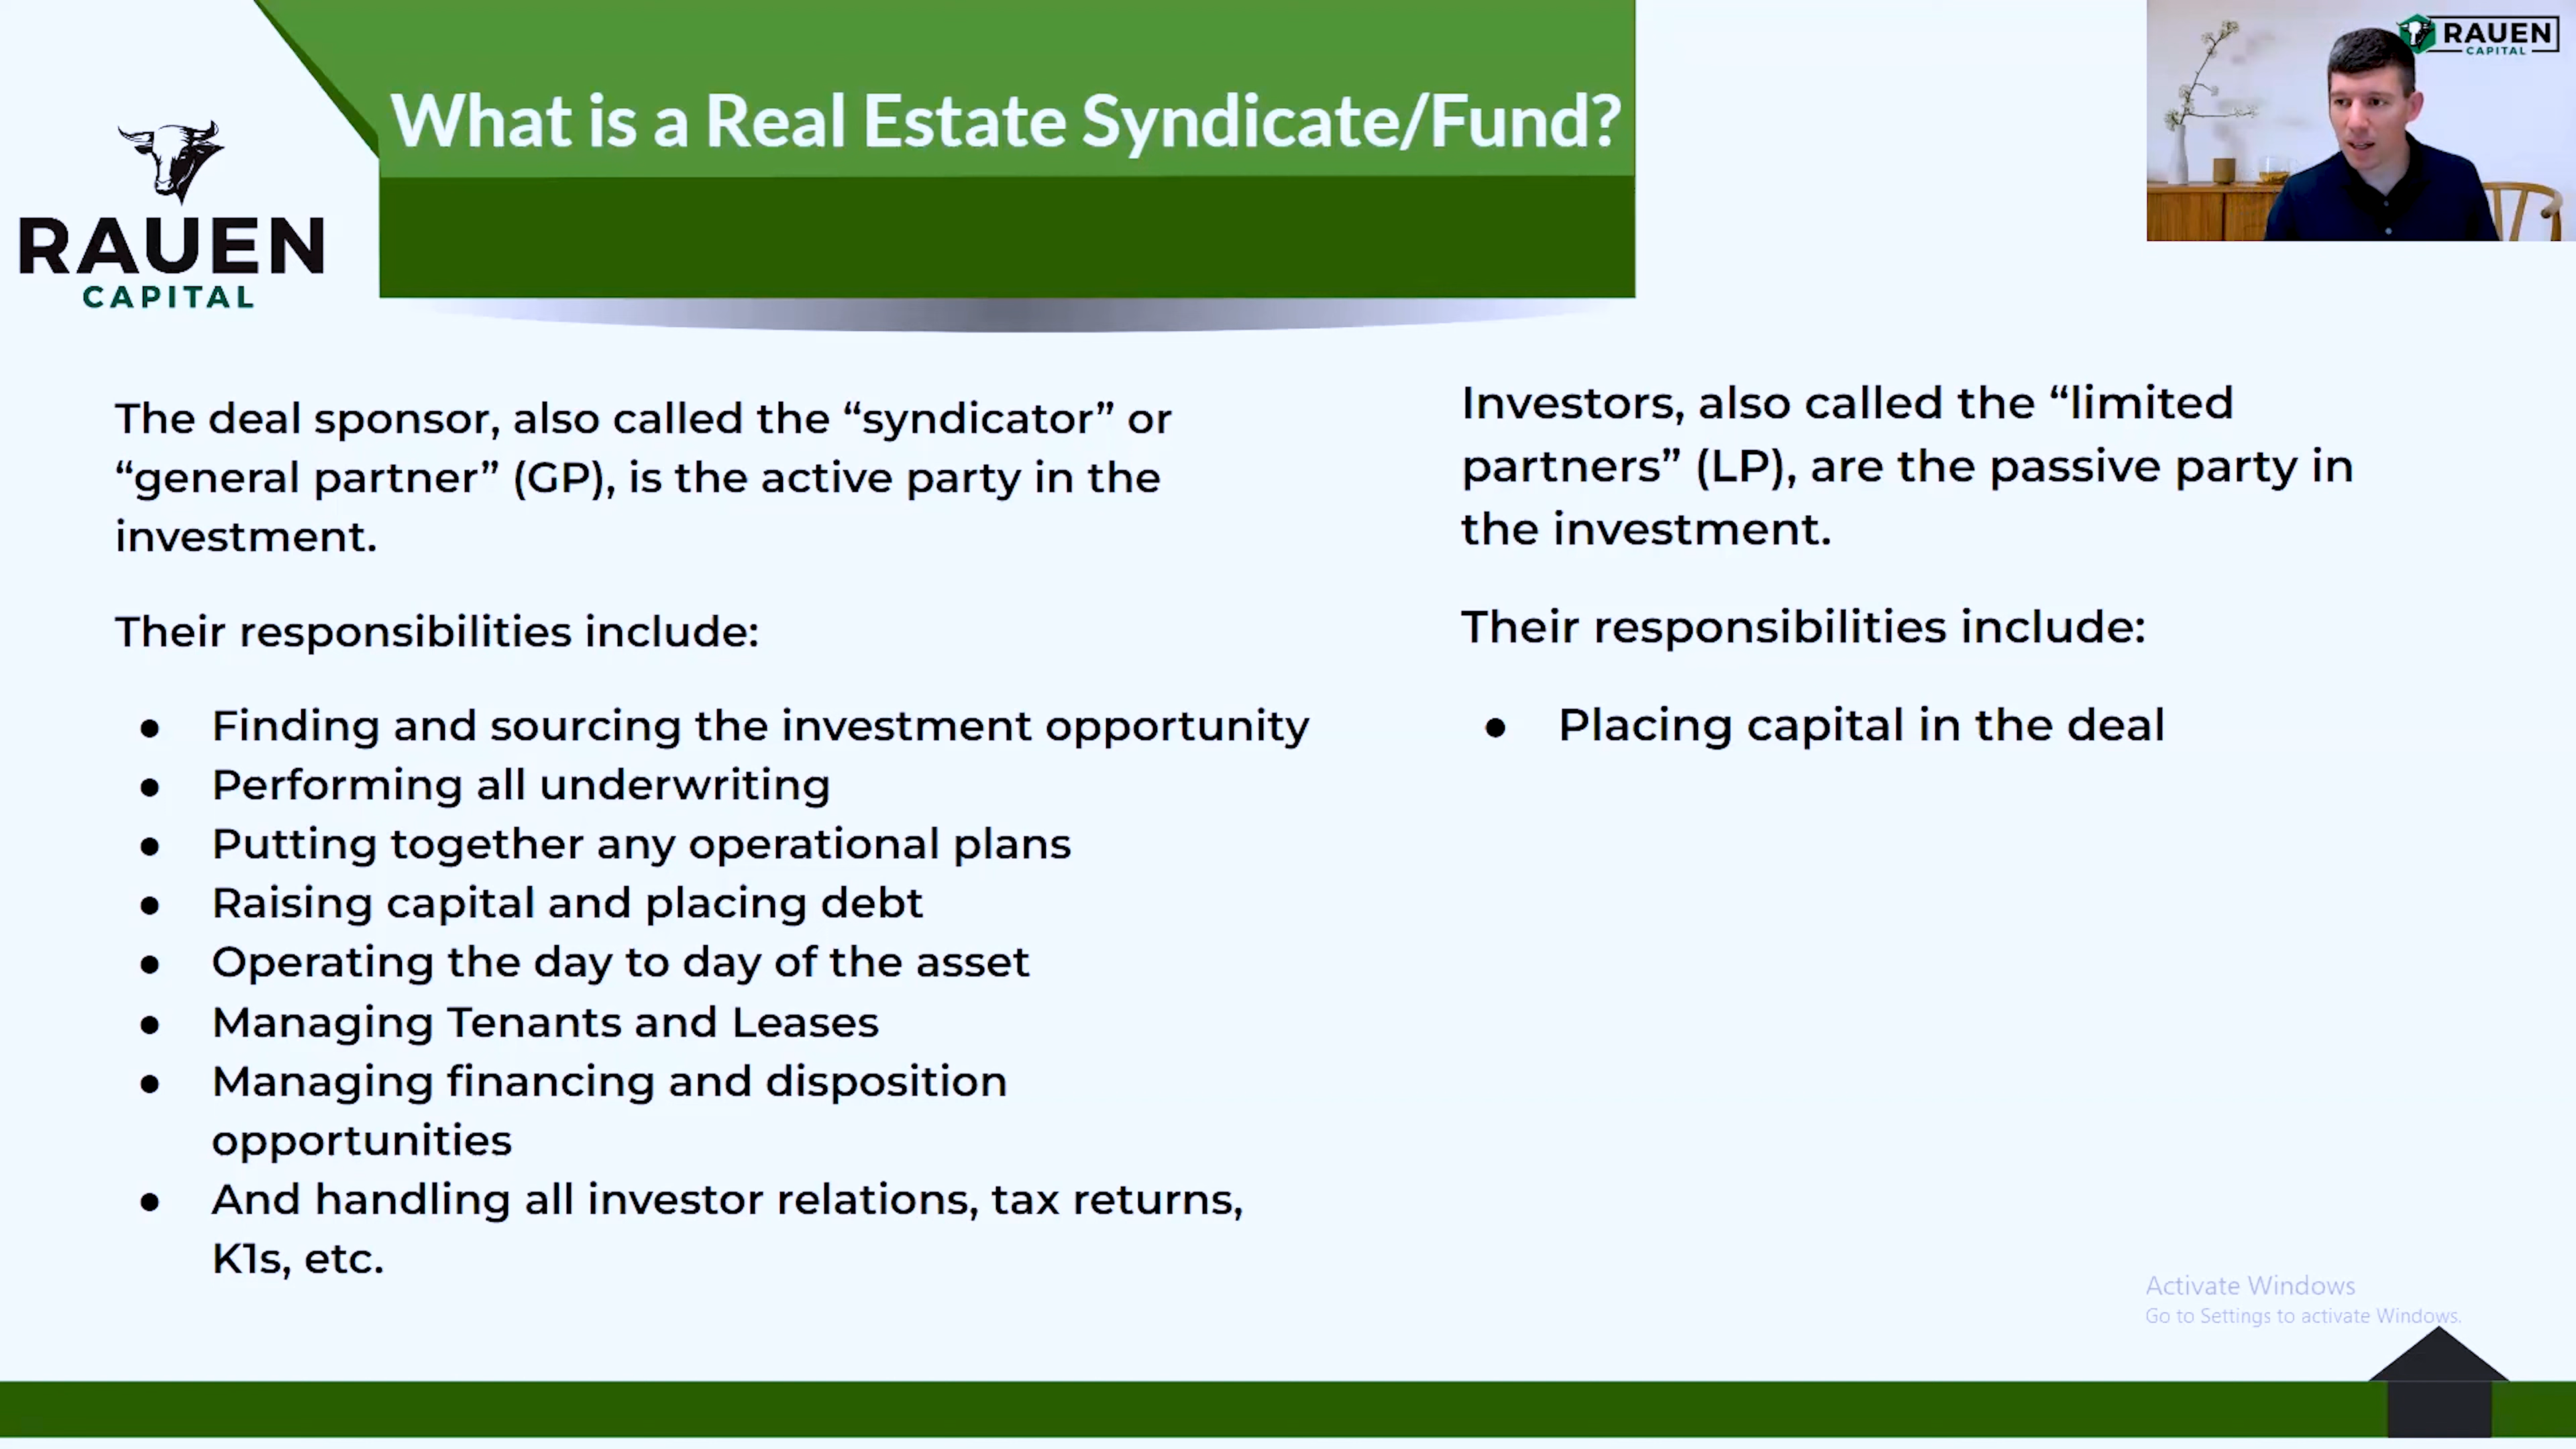 What is a Real Estate Syndicate/Fund?
RAUEN
CAPITAL
RAUEN
CAPITAL
The deal sponsor, also called the “syndicator” or
“general partner” (GP), is the active party in the
investment.
Their responsibilities include:
● Finding and sourcing the investment opportunity
● Performing all underwriting
● Putting together any operational plans
● Raising capital and placing debt
● Operating the day to day of the asset
● Managing Tenants and Leases
● Managing financing and disposition
opportunities
● And handling all investor relations, tax returns,
K1s, etc.
Investors, also called the “limited
partners” (LP), are the passive party in
the investment.
Their responsibilities include:
● Placing capital in the deal
Activate Windows
Go to Settings to activate Windows.